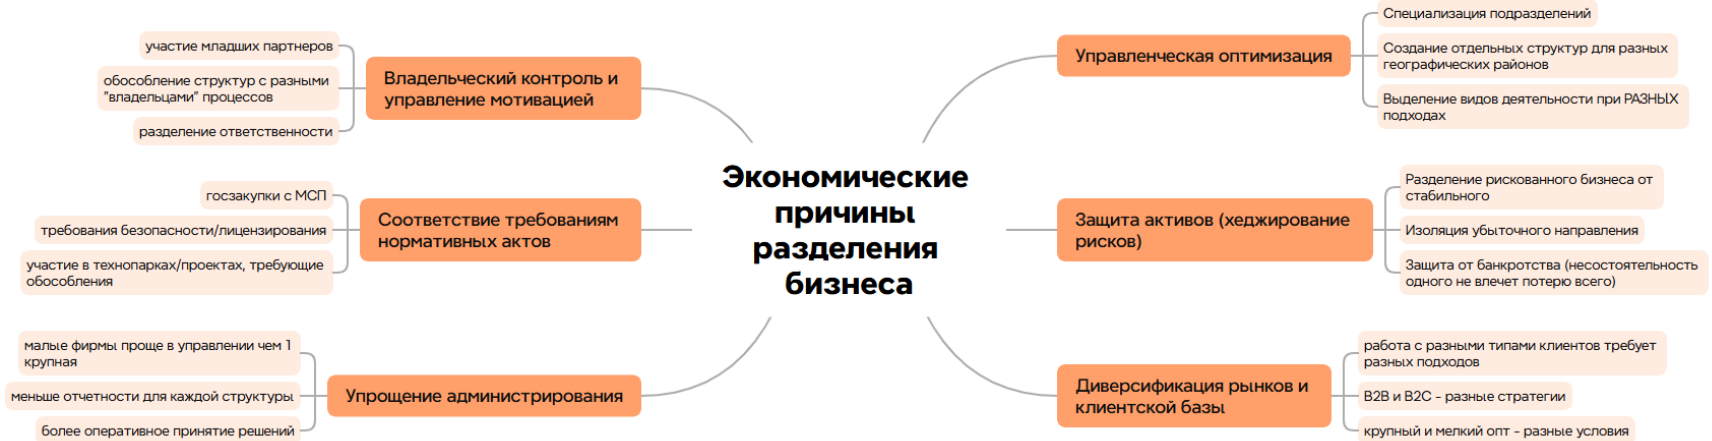 Экономические
причины
разделения
бизнеса
Владельческий контроль и
управление мотивацией
участие младших партнеров
обособление структур с разными
"владельцами" процессов
разделение ответственности
Соответствие требованиям
нормативных актов
госзакупки с МСП
требования безопасности/лицензирования
участие в технопарках/проектах, требующие
обособления
Упрощение администрирования
малые фирмы проще в управлении чем 1
крупная
меньше отчетности для каждой структуры
более оперативное принятие решений
Управленческая оптимизация
Специализация подразделений
Создание отдельных структур для разных
географических районов
Выделение видов деятельности при РАЗНЫХ
подходах
Защита активов (хеджирование
рисков)
Разделение рискованного бизнеса от
стабильного
Изоляция убыточного направления
Защита от банкротства (несостоятельность
одного не влечет потерю всего)
Диверсификация рынков и
клиентской базы
работа с разными типами клиентов требует
разных подходов
B2B и B2C - разные стратегии
крупный и мелкий опт - разные условия